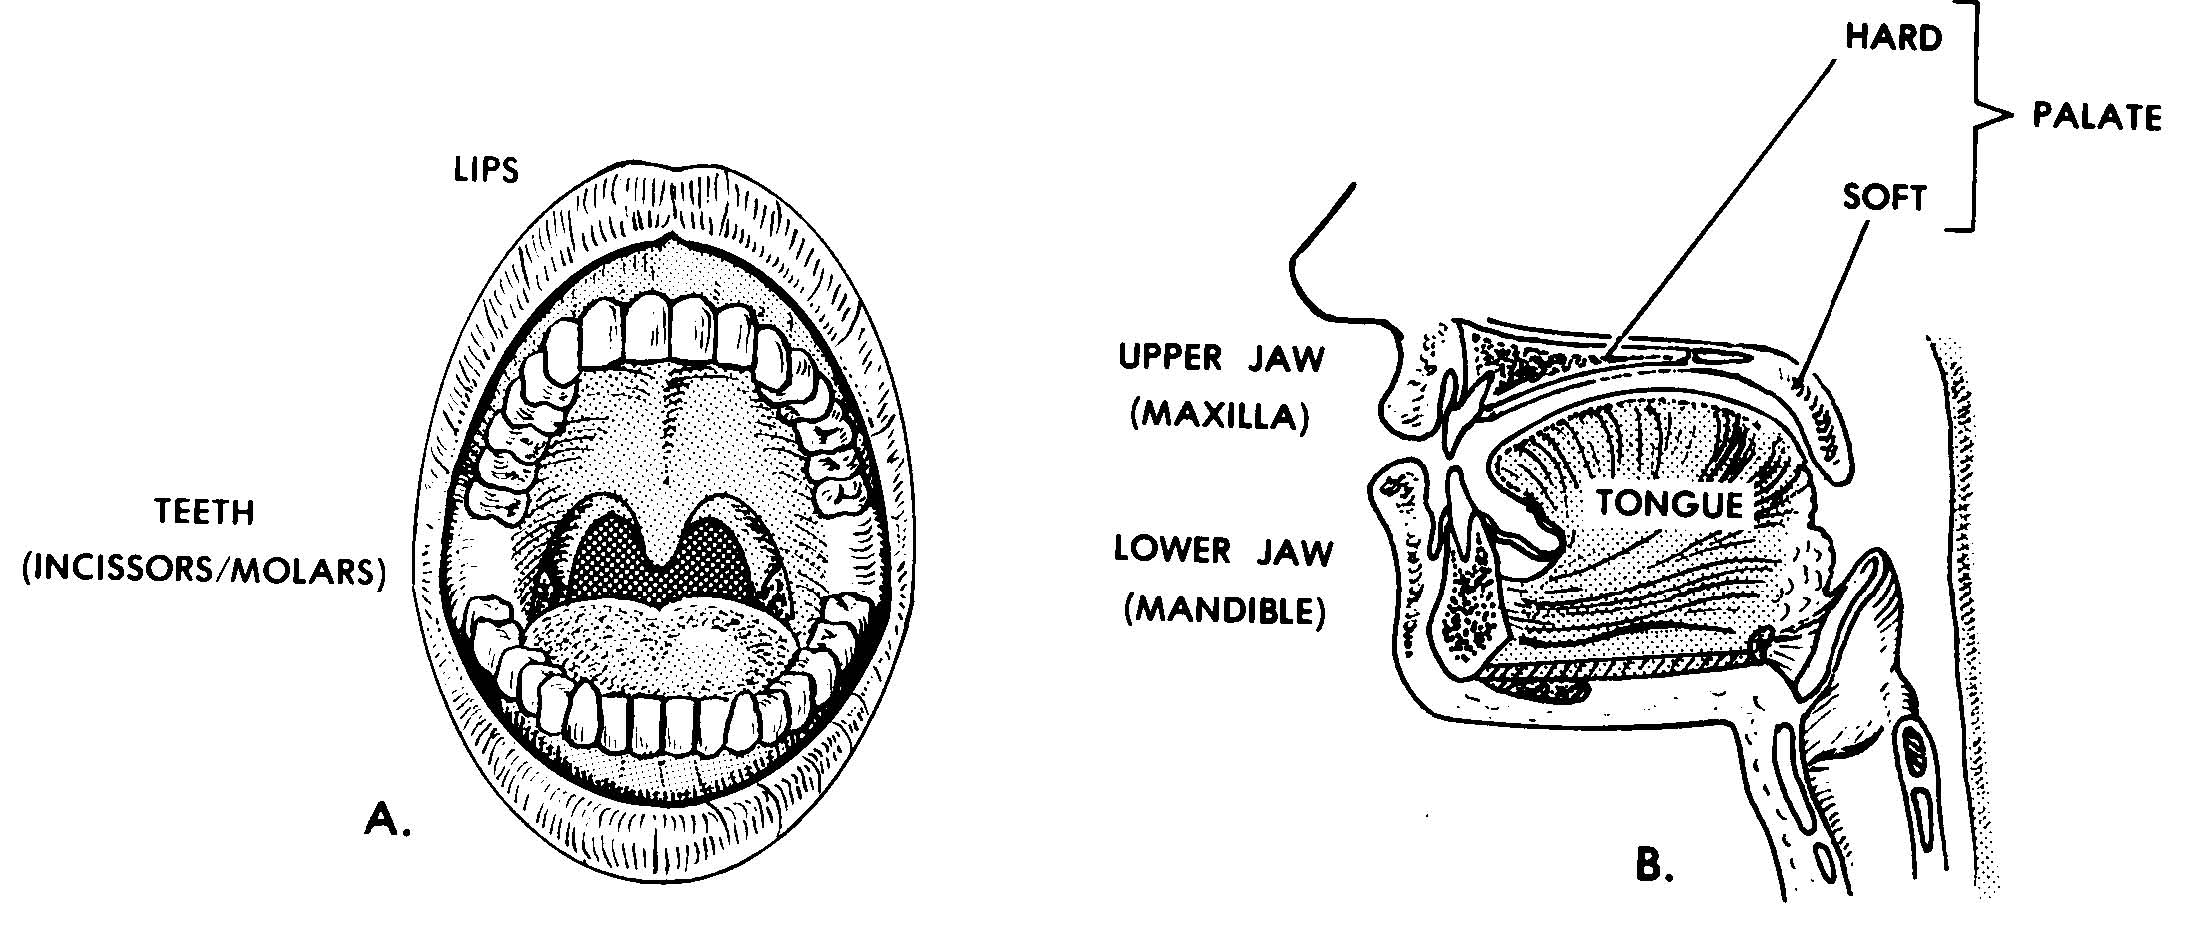 LIPS
TEETH
(INCISSORS/MOLARS)
A.
HARD
SOFT
PALATE
UPPER JAW
(MAXILLA)
TONGUE
LOWER JAW
(MANDIBLE)
B.